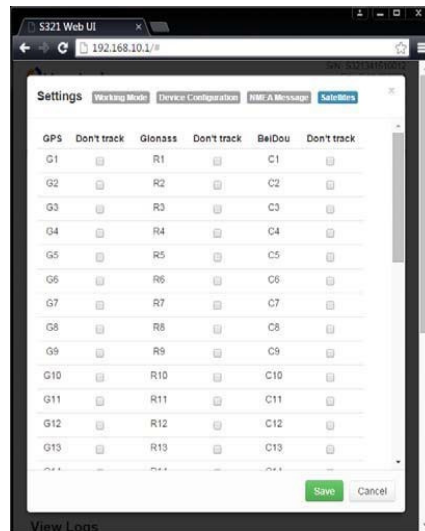 S321 Web UI
192.168.10.1/#
Settings Working Mode Device Configuration NMEA Message Satellites
GPS Don't track Glonass Don't track BeiDou Don't track
G1 R1 C1
G2 R2 C2
G3 R3 C3
G4 R4 C4
G5 R5 C5
G6 R6 C6
G7 R7 C7
G8 R8 C8
G9 R9 C9
G10 R10 C10
G11 R11 C11
G12 R12 C12
G13 R13 C13
Save Cancel
View Logs